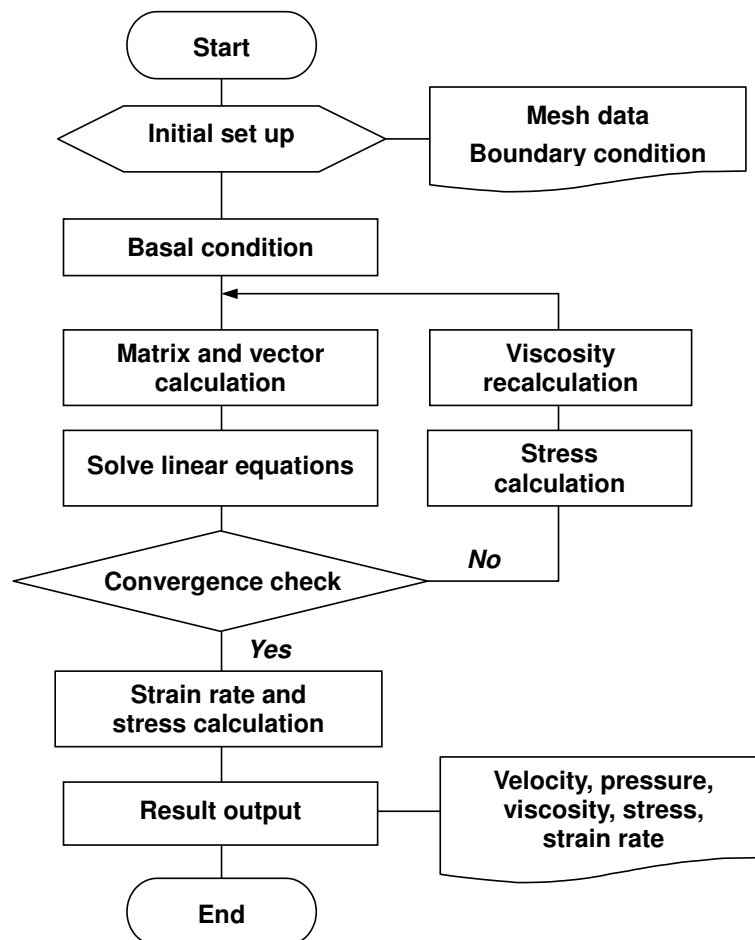 Start
Initial set up
Mesh data
Boundary condition
Basal condition
Matrix and vector
calculation
Viscosity
recalculation
Solve linear equations
Stress
calculation
Convergence check
No
Yes
Strain rate and
stress calculation
Result output
Velocity, pressure,
viscosity, stress,
strain rate
End